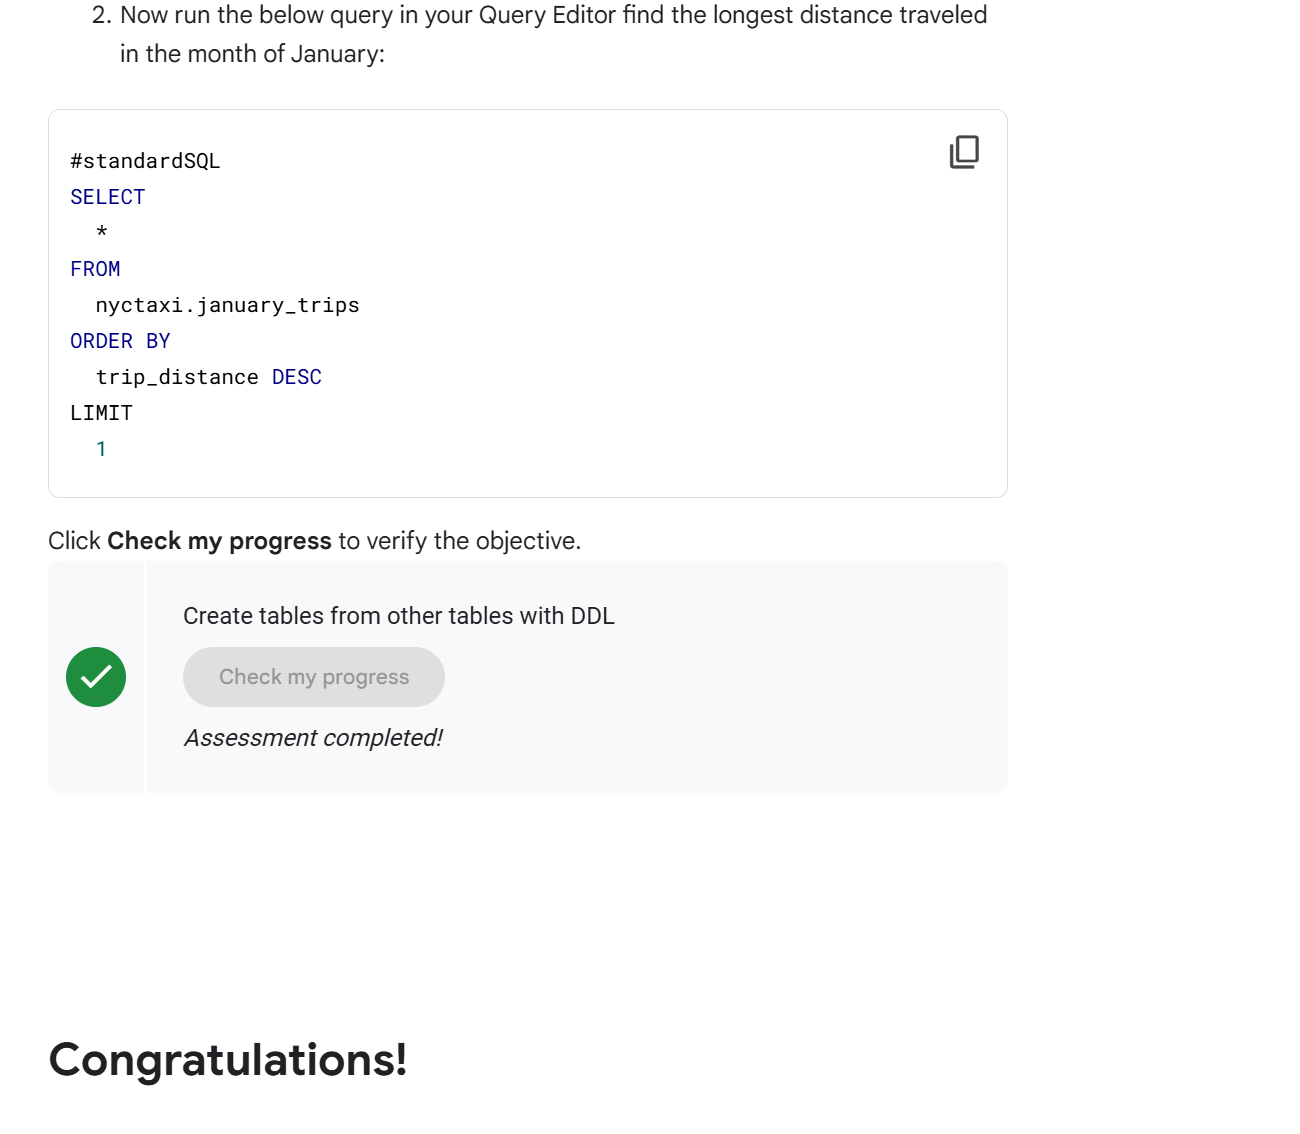 2. Now run the below query in your Query Editor find the longest distance traveled
in the month of January:
#standardSQL
SELECT
*
FROM
nyctaxi.january_trips
ORDER BY
trip_distance DESC
LIMIT
1
Click Check my progress to verify the objective.
Create tables from other tables with DDL
Check my progress
Assessment completed!
Congratulations!